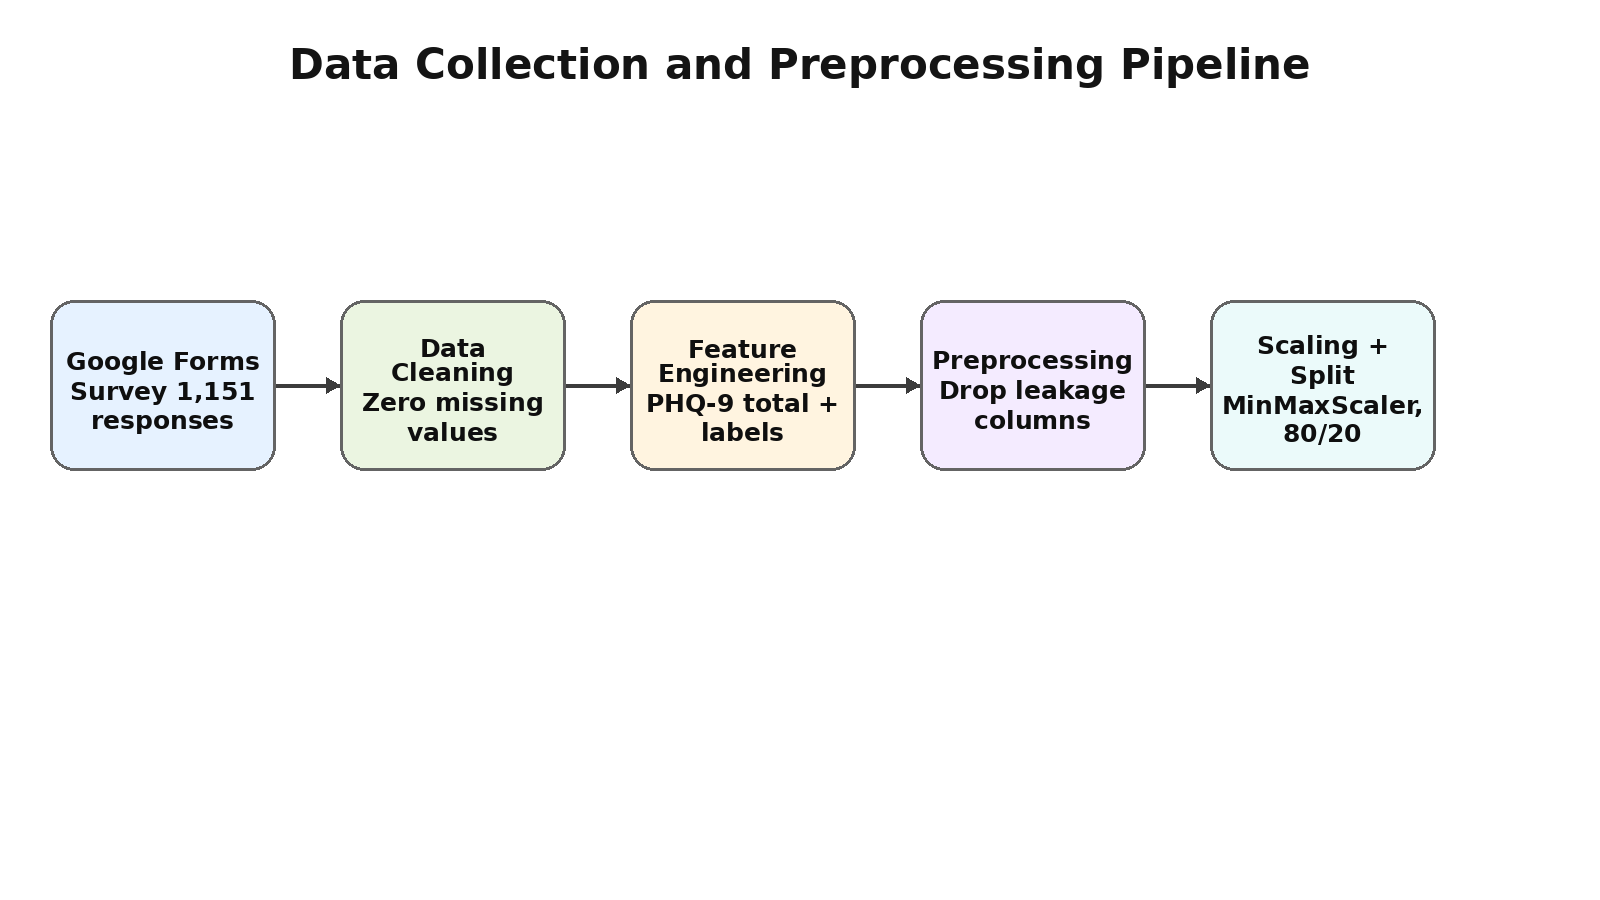 Data Collection and Preprocessing Pipeline
Google Forms
Survey 1,151
responses
Data
Cleaning
Zero missing
values
Feature
Engineering
PHQ-9 total +
labels
Preprocessing
Drop leakage
columns
Scaling +
Split
MinMaxScaler,
80/20